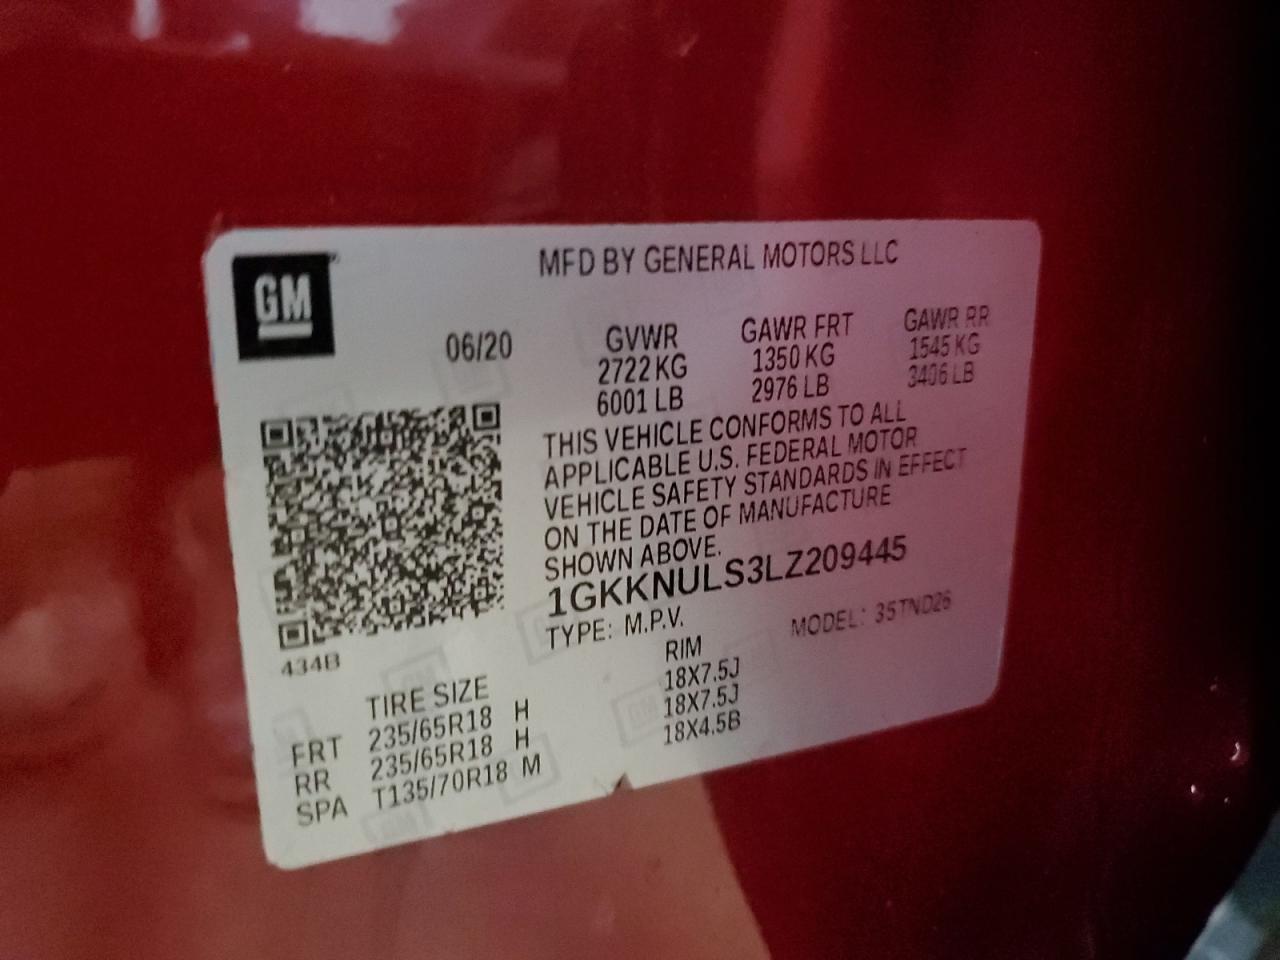 GM
MFD BY GENERAL MOTORS LLC
06/20
GVWR GAWR FRT GAWR RR
2722 KG 1350 KG 1545 KG
6001 LB 2976 LB 3406 LB
THIS VEHICLE CONFORMS TO ALL
APPLICABLE U.S. FEDERAL MOTOR
VEHICLE SAFETY STANDARDS IN EFFECT
ON THE DATE OF MANUFACTURE
SHOWN ABOVE.
1GKKNULS3LZ209445
TYPE: M.P.V. MODEL: 35TND26
434B
TIRE SIZE RIM
FRT 235/65R18 H 18X7.5J
RR 235/65R18 H 18X7.5J
SPA T135/70R18 M 18X4.5B